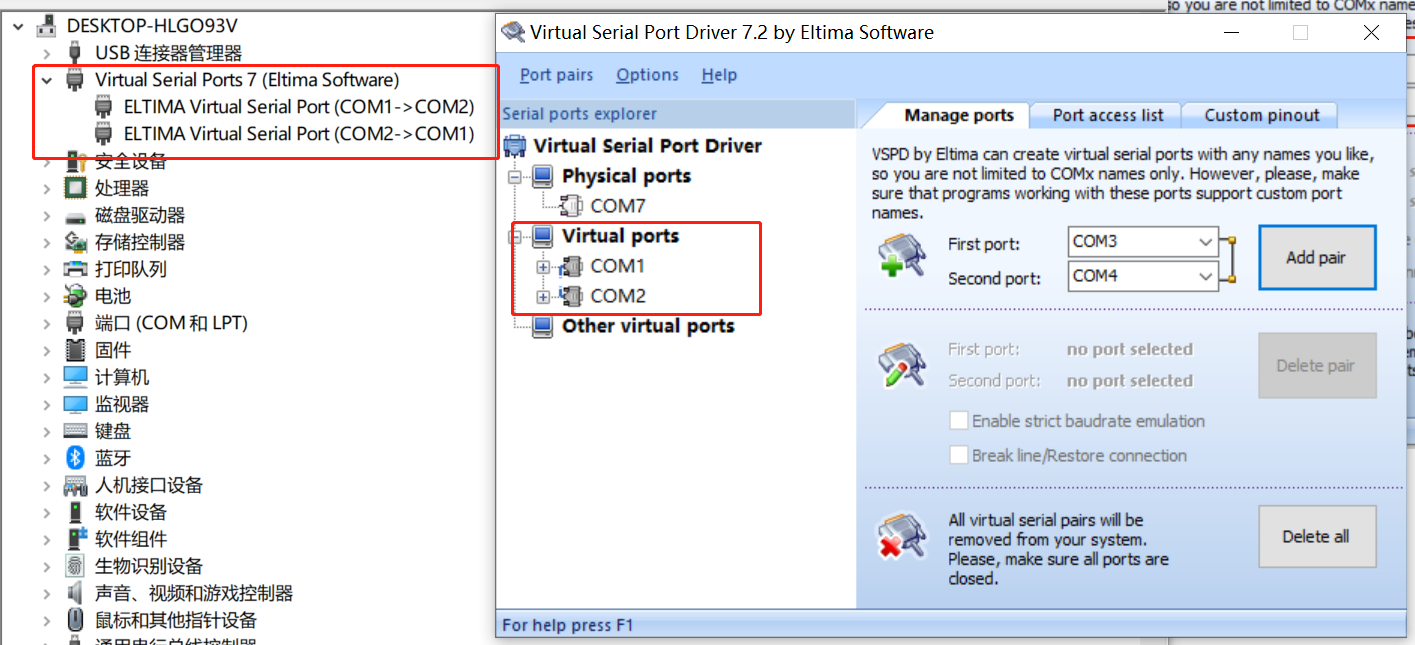 DESKTOP-HLGO93V
USB 连接器管理器
Virtual Serial Ports 7 (Eltima Software)
ELTIMA Virtual Serial Port (COM1->COM2)
ELTIMA Virtual Serial Port (COM2->COM1)
安全设备
处理器
磁盘驱动器
存储控制器
打印队列
电池
端口 (COM 和 LPT)
固件
计算机
监视器
键盘
蓝牙
人机接口设备
软件设备
软件组件
生物识别设备
声音、视频和游戏控制器
鼠标和其他指针设备
通用串行总线控制器
so you are not limited to COMx name
Virtual Serial Port Driver 7.2 by Eltima Software
Port pairs Options Help
Serial ports explorer
Virtual Serial Port Driver
Physical ports
COM7
Virtual ports
COM1
COM2
Other virtual ports
Manage ports Port access list Custom pinout
VSPD by Eltima can create virtual serial ports with any names you like,
so you are not limited to COMx names only. However, please, make
sure that programs working with these ports support custom port
names.
First port: COM3
Second port: COM4
Add pair
First port: no port selected
Second port: no port selected
Delete pair
Enable strict baudrate emulation
Break line/Restore connection
All virtual serial pairs will be
removed from your system.
Please, make sure all ports are
closed.
Delete all
For help press F1